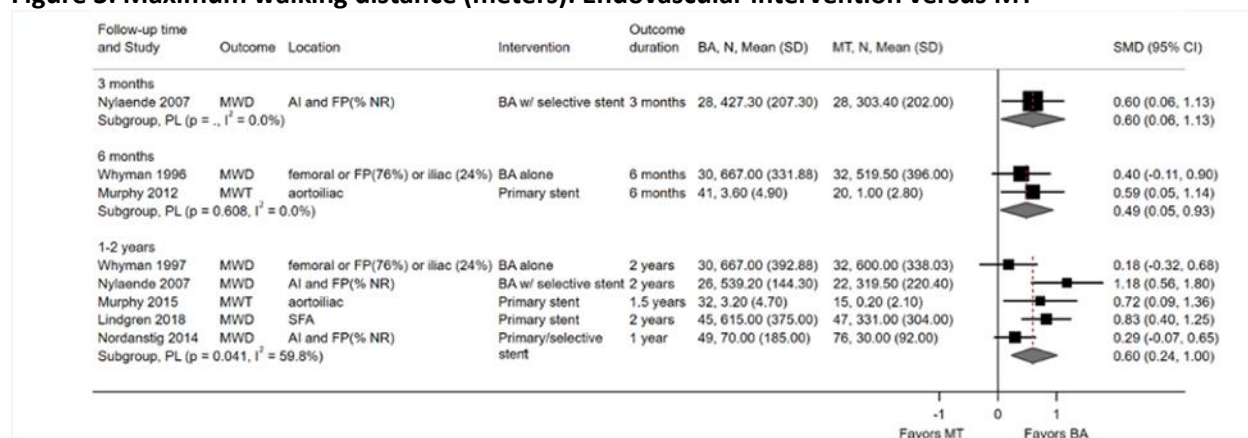 Figure 5. Maximum walking distance (meters): Endovascular intervention versus MT
Follow-up time and Study Outcome Location Intervention Outcome duration BA, N, Mean (SD) MT, N, Mean (SD) SMD (95% CI)
3 months
Nylaende 2007 MWD AI and FP(% NR) BA w/ selective stent 3 months 28, 427.30 (207.30) 28, 303.40 (202.00) 0.60 (0.06, 1.13)
Subgroup, PL (p = ., I² = 0.0%) 0.60 (0.06, 1.13)
6 months
Whyman 1996 MWD femoral or FP(76%) or iliac (24%) BA alone 6 months 30, 667.00 (331.88) 32, 519.50 (396.00) 0.40 (-0.11, 0.90)
Murphy 2012 MWT aortoiliac Primary stent 6 months 41, 3.60 (4.90) 20, 1.00 (2.80) 0.59 (0.05, 1.14)
Subgroup, PL (p = 0.608, I² = 0.0%) 0.49 (0.05, 0.93)
1-2 years
Whyman 1997 MWD femoral or FP(76%) or iliac (24%) BA alone 2 years 30, 667.00 (392.88) 32, 600.00 (338.03) 0.18 (-0.32, 0.68)
Nylaende 2007 MWD AI and FP(% NR) BA w/ selective stent 2 years 26, 539.20 (144.30) 22, 319.50 (220.40) 1.18 (0.56, 1.80)
Murphy 2015 MWT aortoiliac Primary stent 1.5 years 32, 3.20 (4.70) 15, 0.20 (2.10) 0.72 (0.09, 1.36)
Lindgren 2018 MWD SFA Primary stent 2 years 45, 615.00 (375.00) 47, 331.00 (304.00) 0.83 (0.40, 1.25)
Nordanstig 2014 MWD AI and FP(% NR) Primary/selective stent 1 year 49, 70.00 (185.00) 76, 30.00 (92.00) 0.29 (-0.07, 0.65)
Subgroup, PL (p = 0.041, I² = 59.8%) 0.60 (0.24, 1.00)
-1 0 1
Favors MT Favors BA